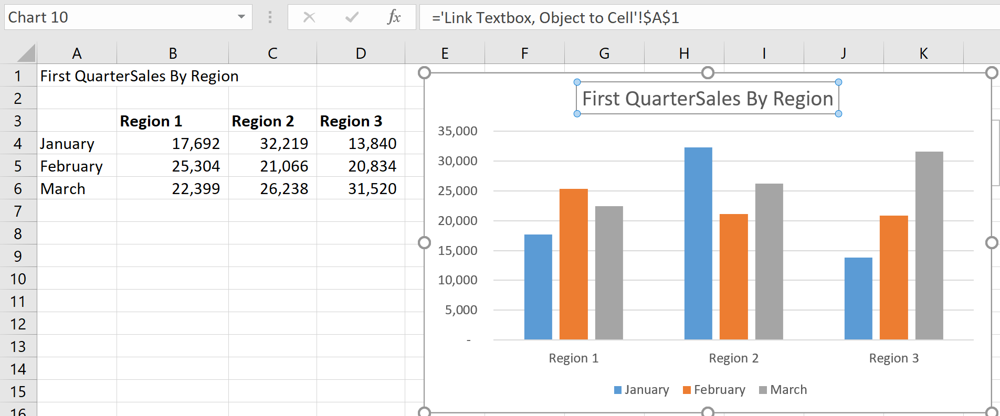 Chart 10 fx ='Link Textbox, Object to Cell'!$A$1
A B C D E F G H I J K
1 First QuarterSales By Region
2
3 Region 1 Region 2 Region 3
4 January 17,692 32,219 13,840
5 February 25,304 21,066 20,834
6 March 22,399 26,238 31,520
7
8
9
10
11
12
13
14
15
16
First QuarterSales By Region
35,000
30,000
25,000
20,000
15,000
10,000
5,000
-
Region 1 Region 2 Region 3
January February March